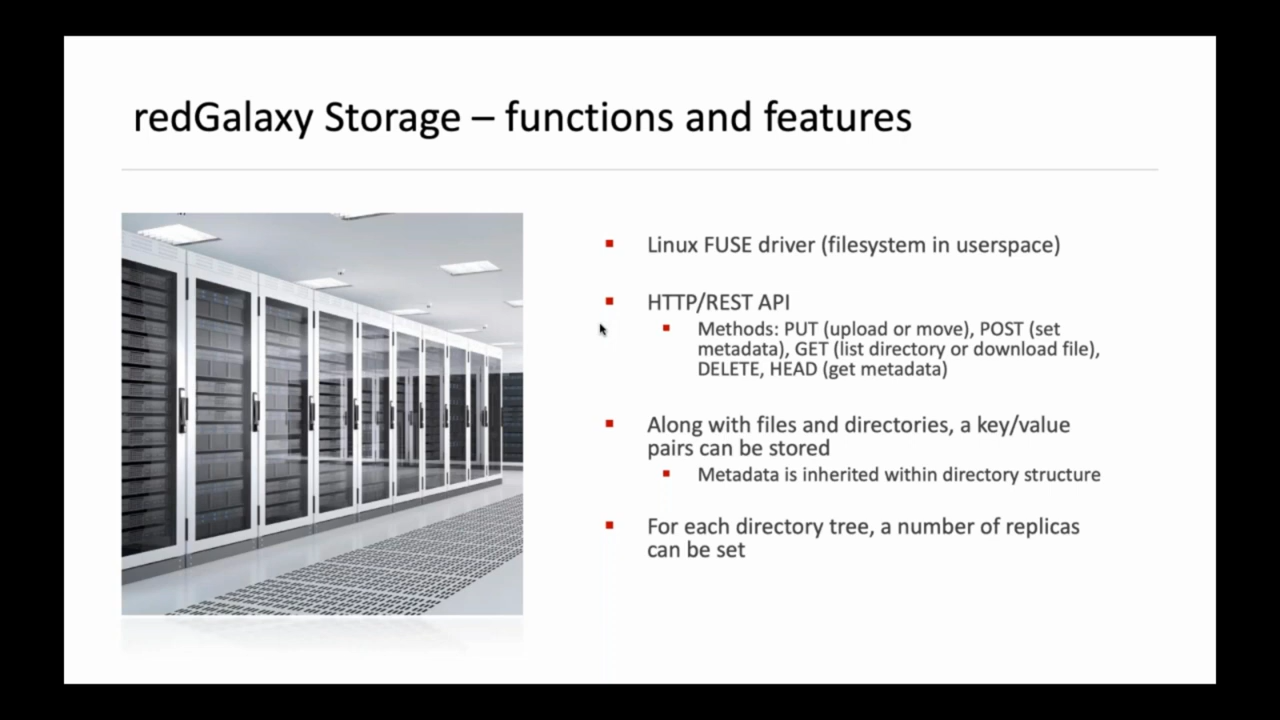 redGalaxy Storage – functions and features
Linux FUSE driver (filesystem in userspace)
HTTP/REST API
Methods: PUT (upload or move), POST (set
metadata), GET (list directory or download file),
DELETE, HEAD (get metadata)
Along with files and directories, a key/value
pairs can be stored
Metadata is inherited within directory structure
For each directory tree, a number of replicas
can be set